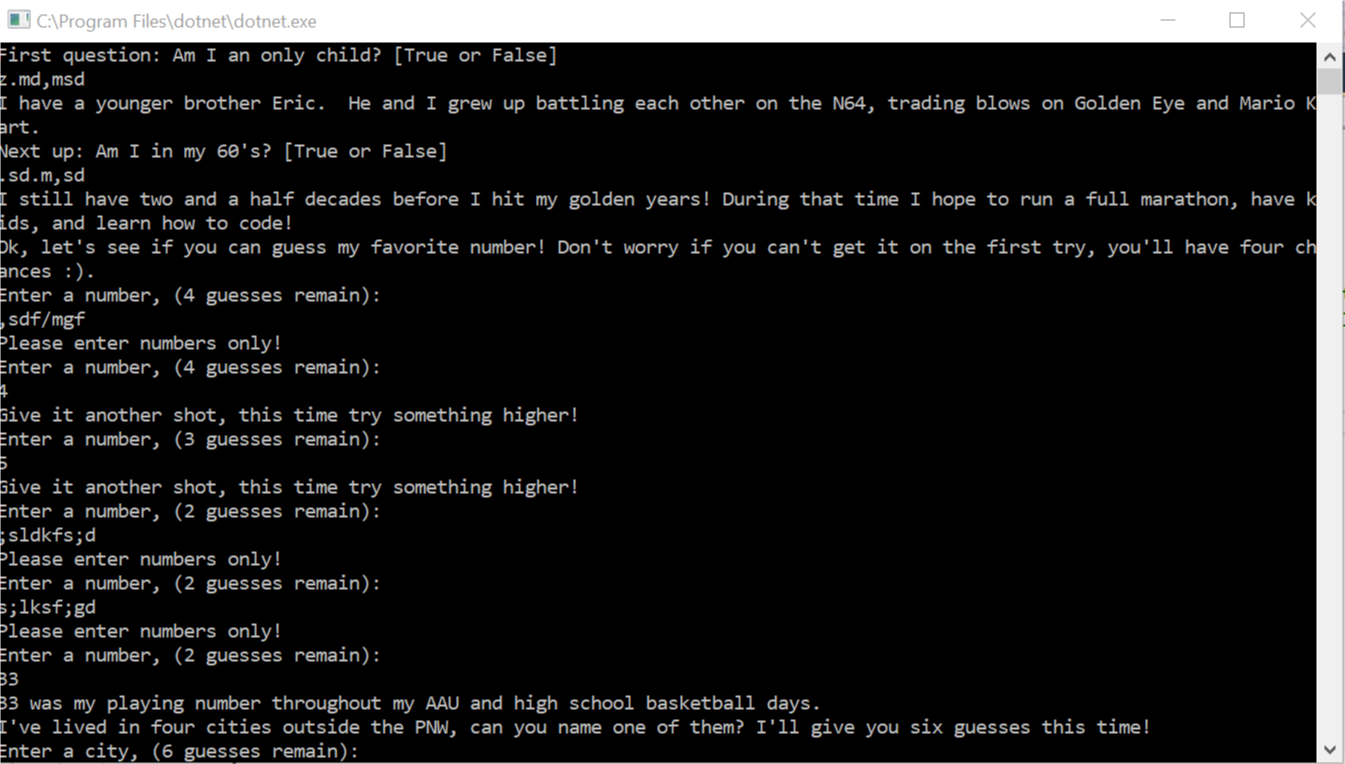 C:\Program Files\dotnet\dotnet.exe
First question: Am I an only child? [True or False]
z.md,msd
I have a younger brother Eric.  He and I grew up battling each other on the N64, trading blows on Golden Eye and Mario K
art.
Next up: Am I in my 60's? [True or False]
.sd.m,sd
I still have two and a half decades before I hit my golden years! During that time I hope to run a full marathon, have k
ids, and learn how to code!
Ok, let's see if you can guess my favorite number! Don't worry if you can't get it on the first try, you'll have four ch
ances :).
Enter a number, (4 guesses remain):
,sdf/mgf
Please enter numbers only!
Enter a number, (4 guesses remain):
4
Give it another shot, this time try something higher!
Enter a number, (3 guesses remain):
5
Give it another shot, this time try something higher!
Enter a number, (2 guesses remain):
;sldkfs;d
Please enter numbers only!
Enter a number, (2 guesses remain):
s;lksf;gd
Please enter numbers only!
Enter a number, (2 guesses remain):
33
33 was my playing number throughout my AAU and high school basketball days.
I've lived in four cities outside the PNW, can you name one of them? I'll give you six guesses this time!
Enter a city, (6 guesses remain):